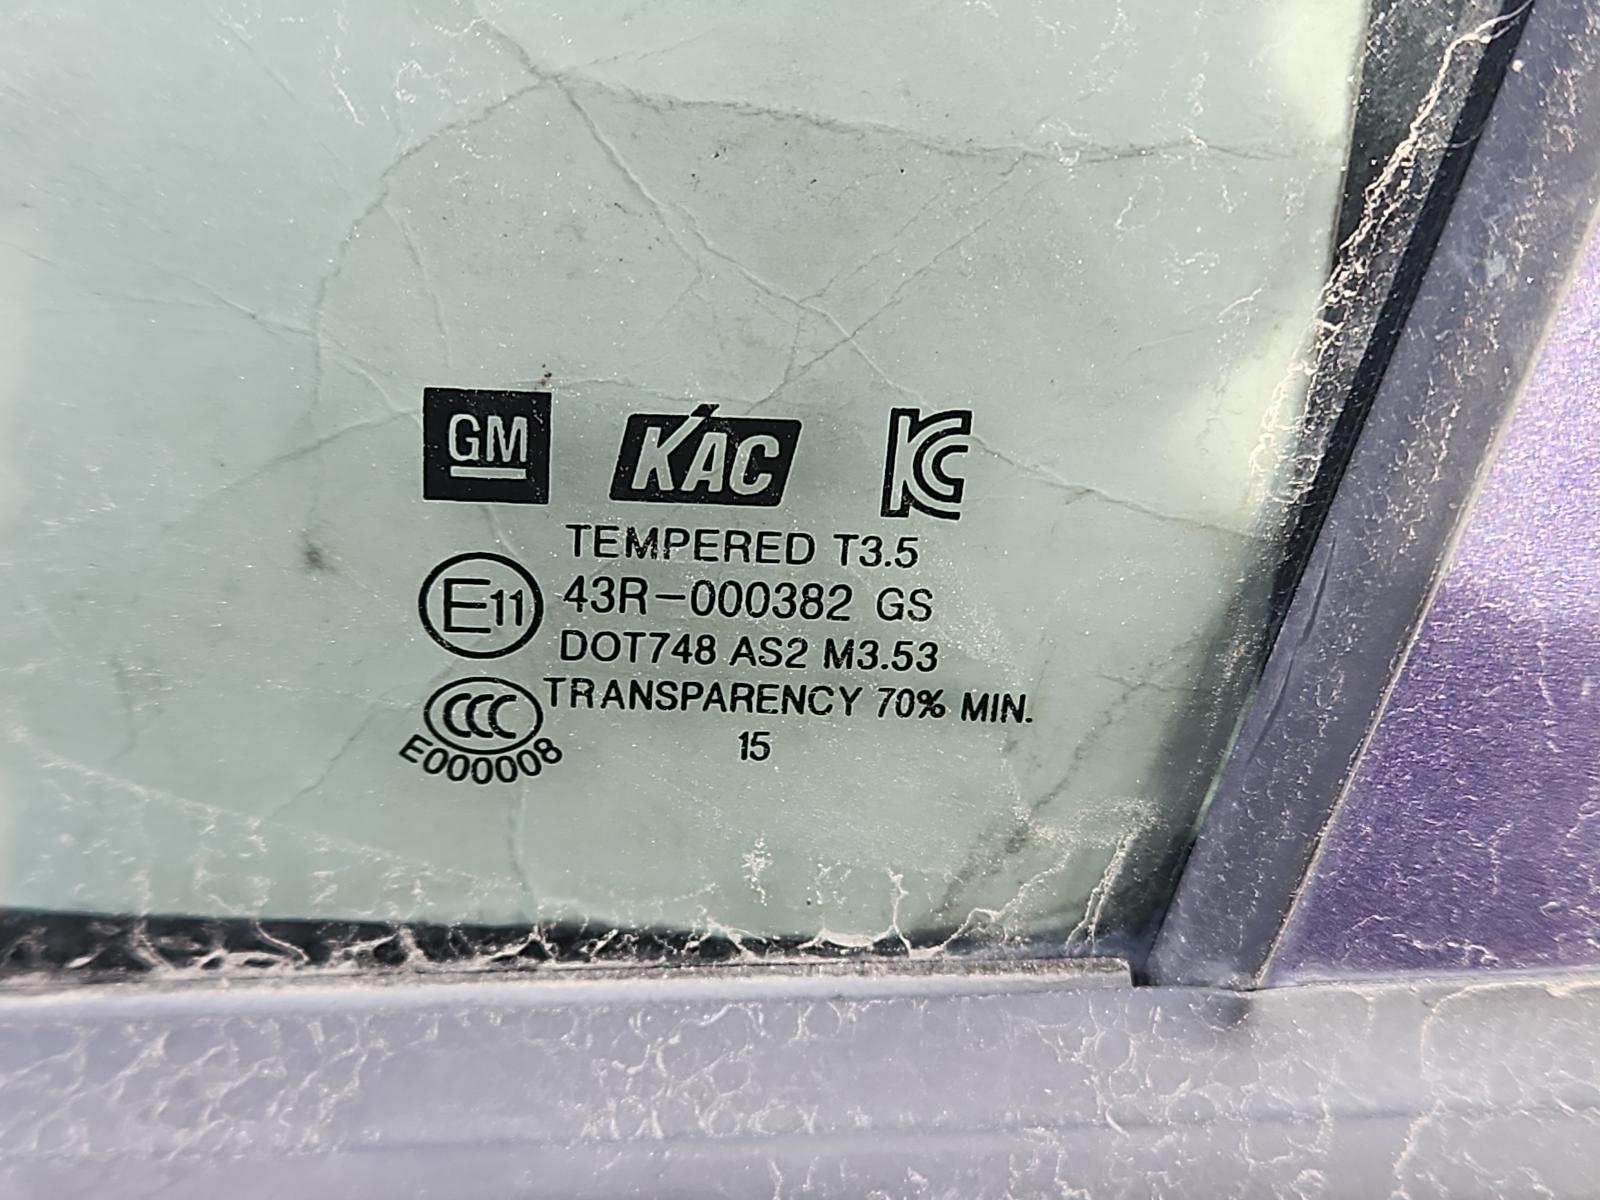 GM KAC KC
TEMPERED T3.5
E11 43R-000382 GS
DOT748 AS2 M3.53
CCC TRANSPARENCY 70% MIN.
E000008
15